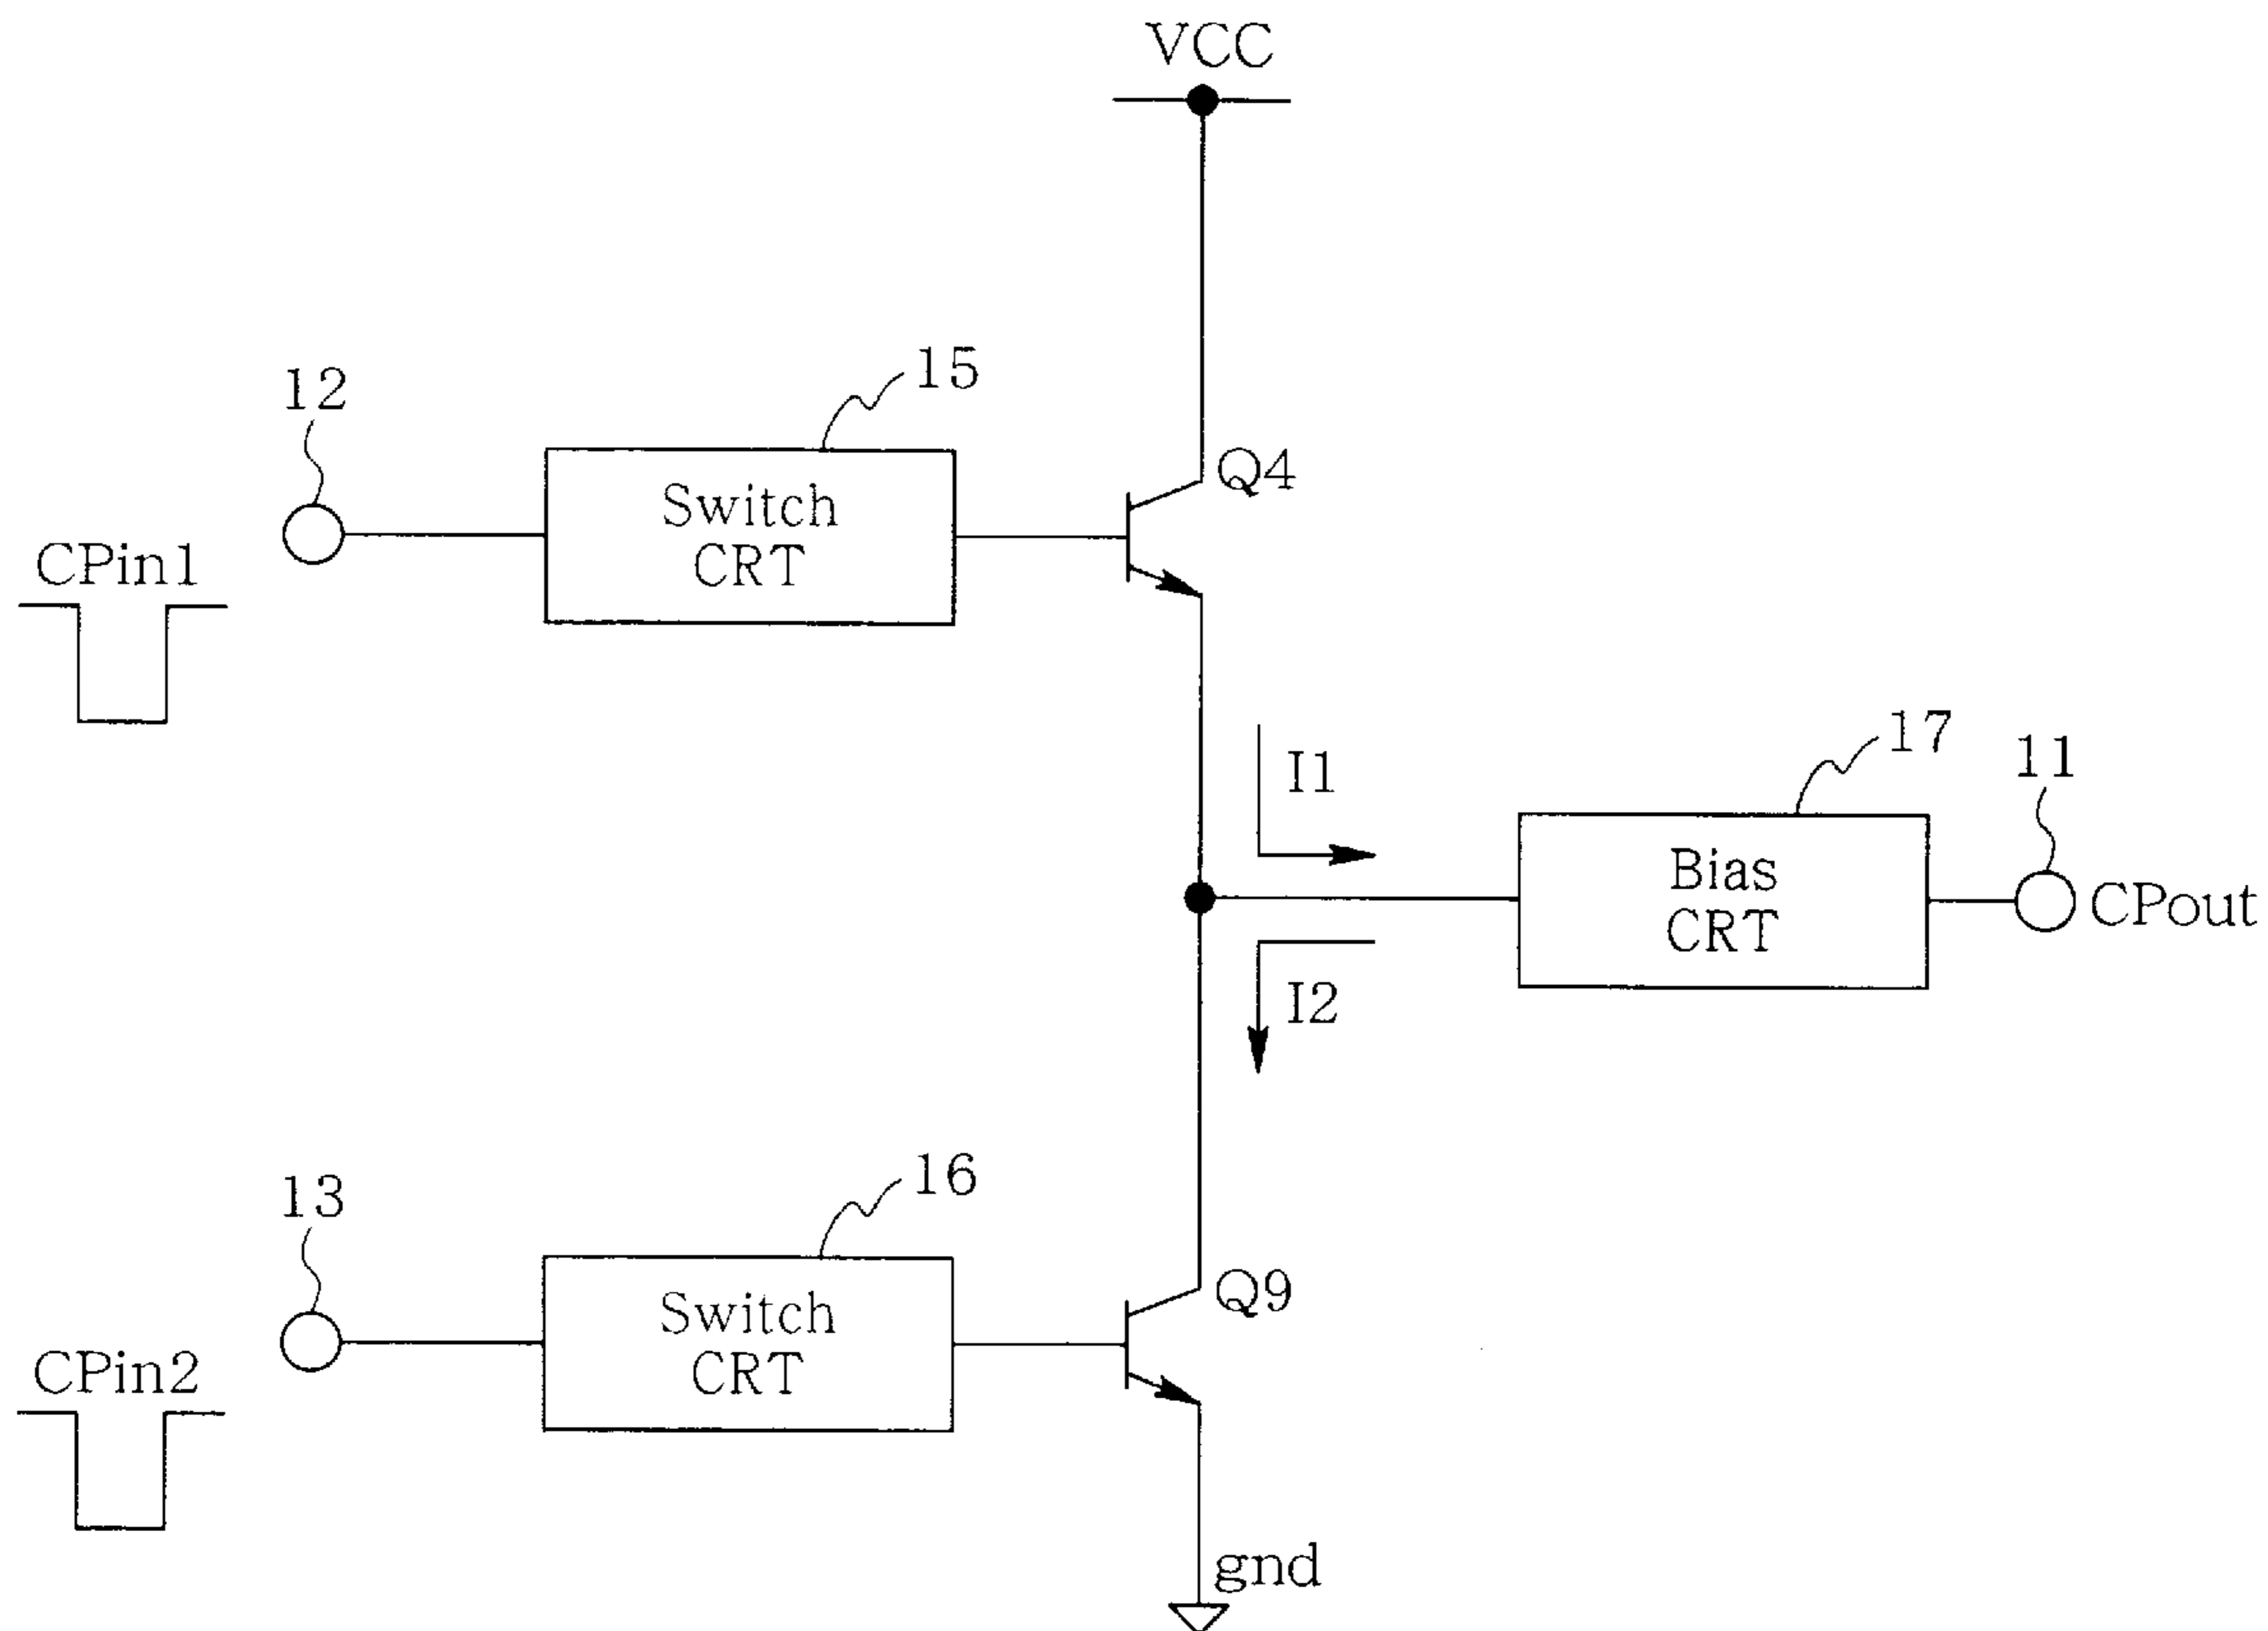 VCC
15
12
Q4
Switch
CRT
CPin1
17
11
I1
Bias
CRT
CPout
I2
16
13
Q9
Switch
CRT
CPin2
gnd